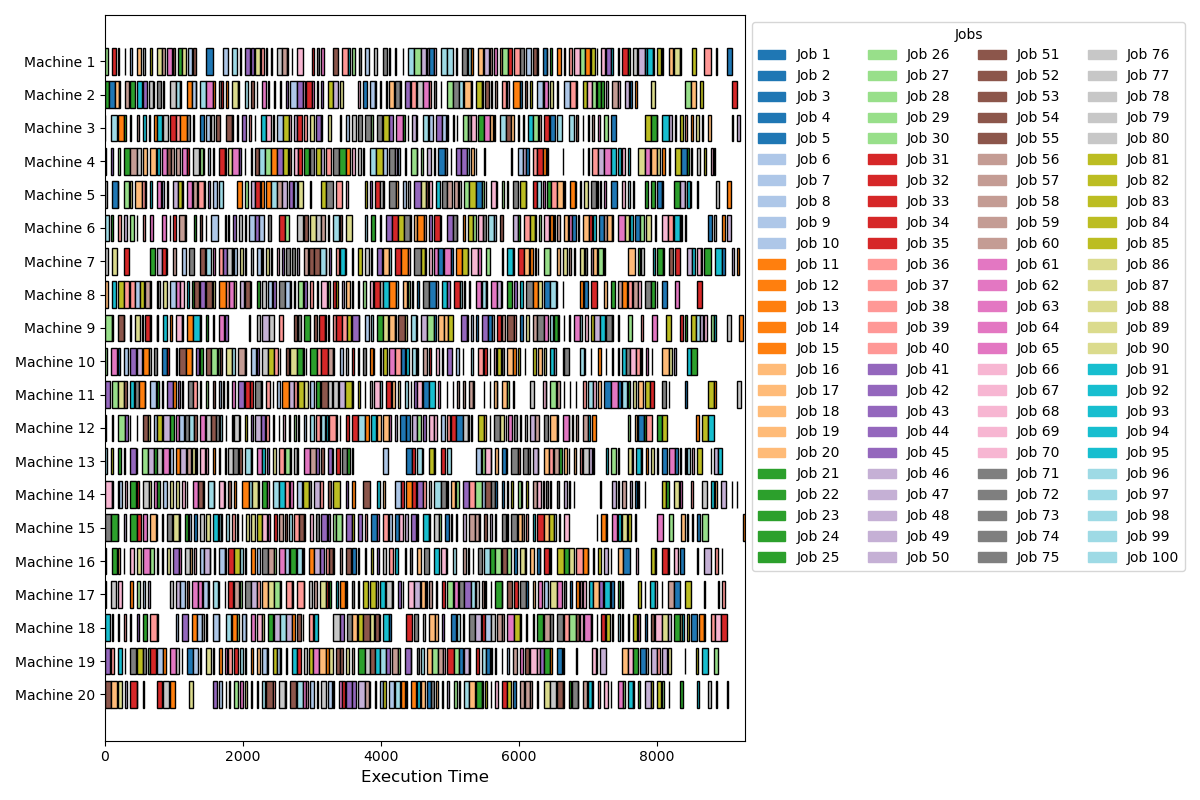 Machine 1
Machine 2
Machine 3
Machine 4
Machine 5
Machine 6
Machine 7
Machine 8
Machine 9
Machine 10
Machine 11
Machine 12
Machine 13
Machine 14
Machine 15
Machine 16
Machine 17
Machine 18
Machine 19
Machine 20
0 2000 4000 6000 8000
Execution Time
Jobs
Job 1 Job 26 Job 51 Job 76
Job 2 Job 27 Job 52 Job 77
Job 3 Job 28 Job 53 Job 78
Job 4 Job 29 Job 54 Job 79
Job 5 Job 30 Job 55 Job 80
Job 6 Job 31 Job 56 Job 81
Job 7 Job 32 Job 57 Job 82
Job 8 Job 33 Job 58 Job 83
Job 9 Job 34 Job 59 Job 84
Job 10 Job 35 Job 60 Job 85
Job 11 Job 36 Job 61 Job 86
Job 12 Job 37 Job 62 Job 87
Job 13 Job 38 Job 63 Job 88
Job 14 Job 39 Job 64 Job 89
Job 15 Job 40 Job 65 Job 90
Job 16 Job 41 Job 66 Job 91
Job 17 Job 42 Job 67 Job 92
Job 18 Job 43 Job 68 Job 93
Job 19 Job 44 Job 69 Job 94
Job 20 Job 45 Job 70 Job 95
Job 21 Job 46 Job 71 Job 96
Job 22 Job 47 Job 72 Job 97
Job 23 Job 48 Job 73 Job 98
Job 24 Job 49 Job 74 Job 99
Job 25 Job 50 Job 75 Job 100